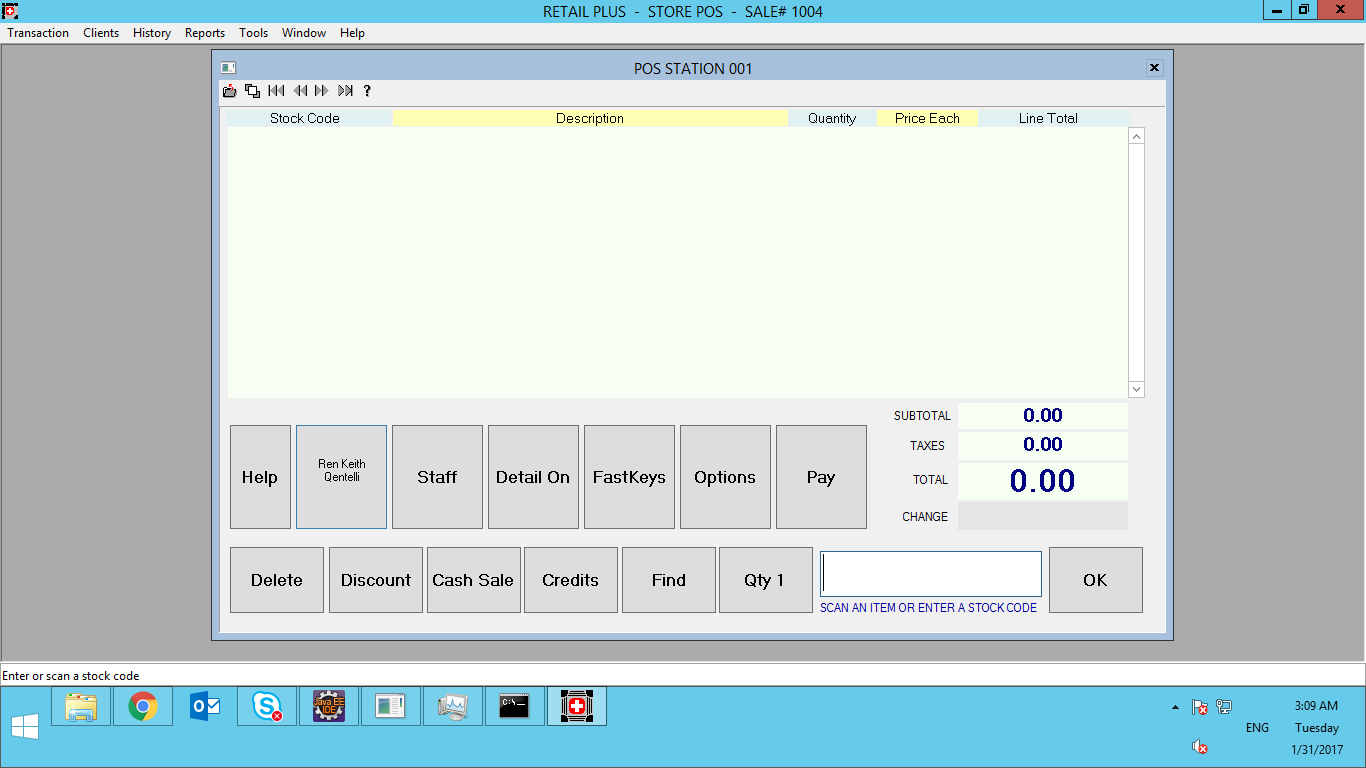 RETAIL PLUS - STORE POS - SALE# 1004
Transaction Clients History Reports Tools Window Help
POS STATION 001
?
Stock Code Description Quantity Price Each Line Total
SUBTOTAL 0.00
TAXES 0.00
TOTAL 0.00
CHANGE
Help
Ren Keith
Qentelli
Staff
Detail On
FastKeys
Options
Pay
Delete
Discount
Cash Sale
Credits
Find
Qty 1
SCAN AN ITEM OR ENTER A STOCK CODE
OK
Enter or scan a stock code
Java EE
IDE
C:\_
ENG
3:09 AM
Tuesday
1/31/2017